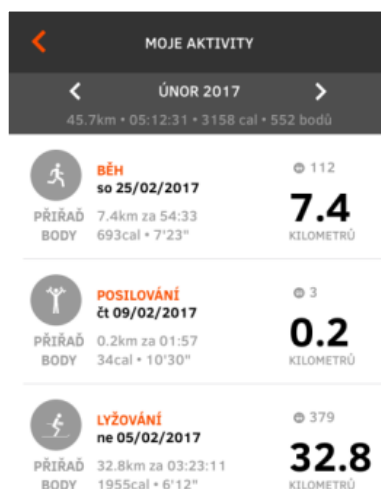 MOJE AKTIVITY
ÚNOR 2017
45.7km • 05:12:31 • 3158 cal • 552 bodů
BĚH
112
so 25/02/2017
7.4
PŘIŘAĎ BODY
7.4km za 54:33
KILOMETRŮ
693cal • 7'23"
POSILOVÁNÍ
3
čt 09/02/2017
0.2
PŘIŘAĎ BODY
0.2km za 01:57
KILOMETRŮ
34cal • 10'30"
LYŽOVÁNÍ
379
ne 05/02/2017
32.8
PŘIŘAĎ BODY
32.8km za 03:23:11
KILOMETRŮ
1955cal • 6'12"